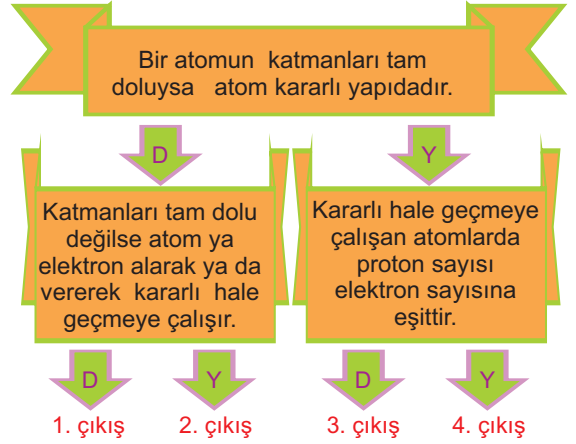 Bir atomun katmanları tam
doluysa atom kararlı yapıdadır.
D
Y
Katmanları tam dolu
değilse atom ya
elektron alarak ya da
vererek kararlı hale
geçmeye çalışır.
Kararlı hale geçmeye
çalışan atomlarda
proton sayısı
elektron sayısına
eşittir.
D
Y
D
Y
1. çıkış
2. çıkış
3. çıkış
4. çıkış